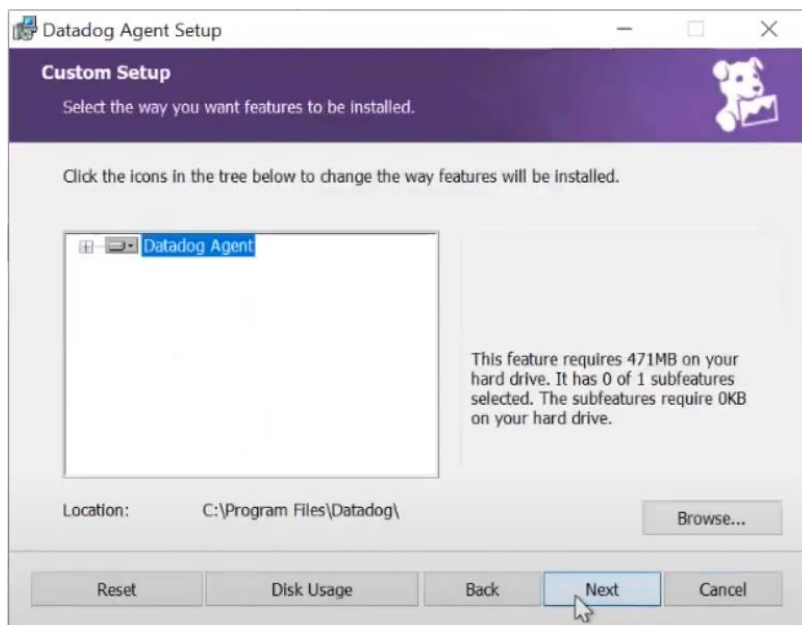 Datadog Agent Setup
Custom Setup
Select the way you want features to be installed.
Click the icons in the tree below to change the way features will be installed.
Datadog Agent
This feature requires 471MB on your
hard drive. It has 0 of 1 subfeatures
selected. The subfeatures require 0KB
on your hard drive.
Location: C:\Program Files\Datadog\
Browse...
Reset Disk Usage Back Next Cancel